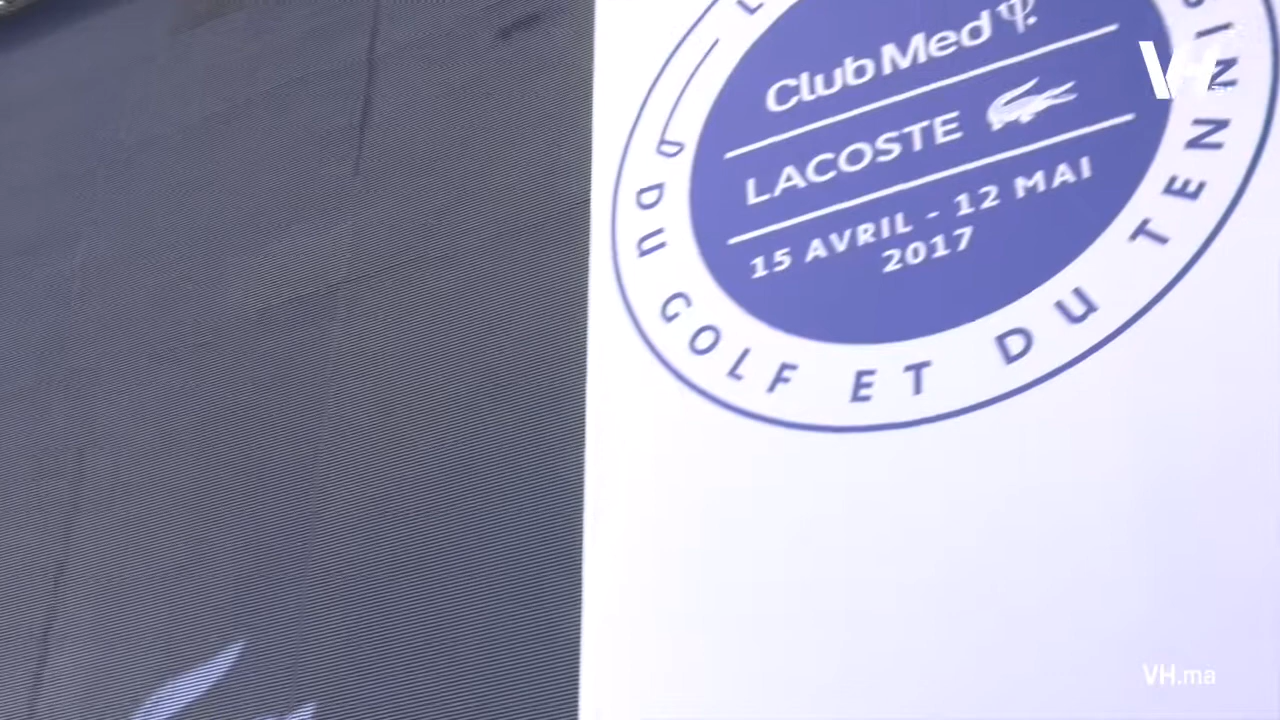 Club Med
LACOSTE
15 AVRIL - 12 MAI
2017
DU GOLF ET DU TENNIS
VH
VH.ma